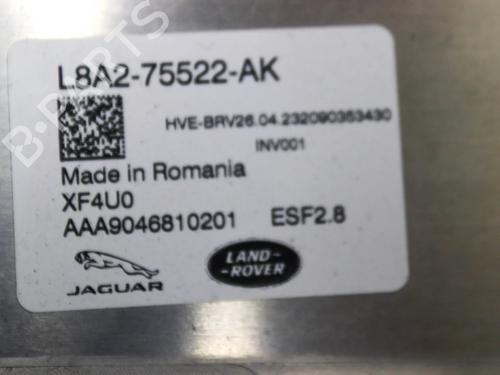 L8A2-75522-AK
HVE-BRV26.04.232090353430
INV001
Made in Romania
XF4U0
AAA9046810201 ESF2.8
JAGUAR
LAND-
-ROVER
B-PARTS